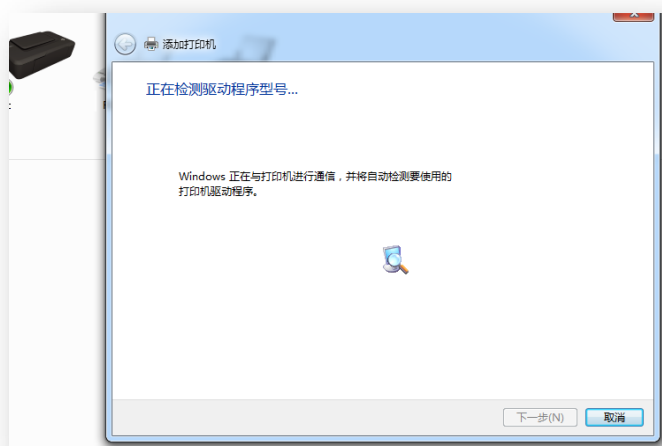 添加打印机
正在检测驱动程序型号...
Windows 正在与打印机进行通信，并将自动检测要使用的
打印机驱动程序。
下一步(N)
取消